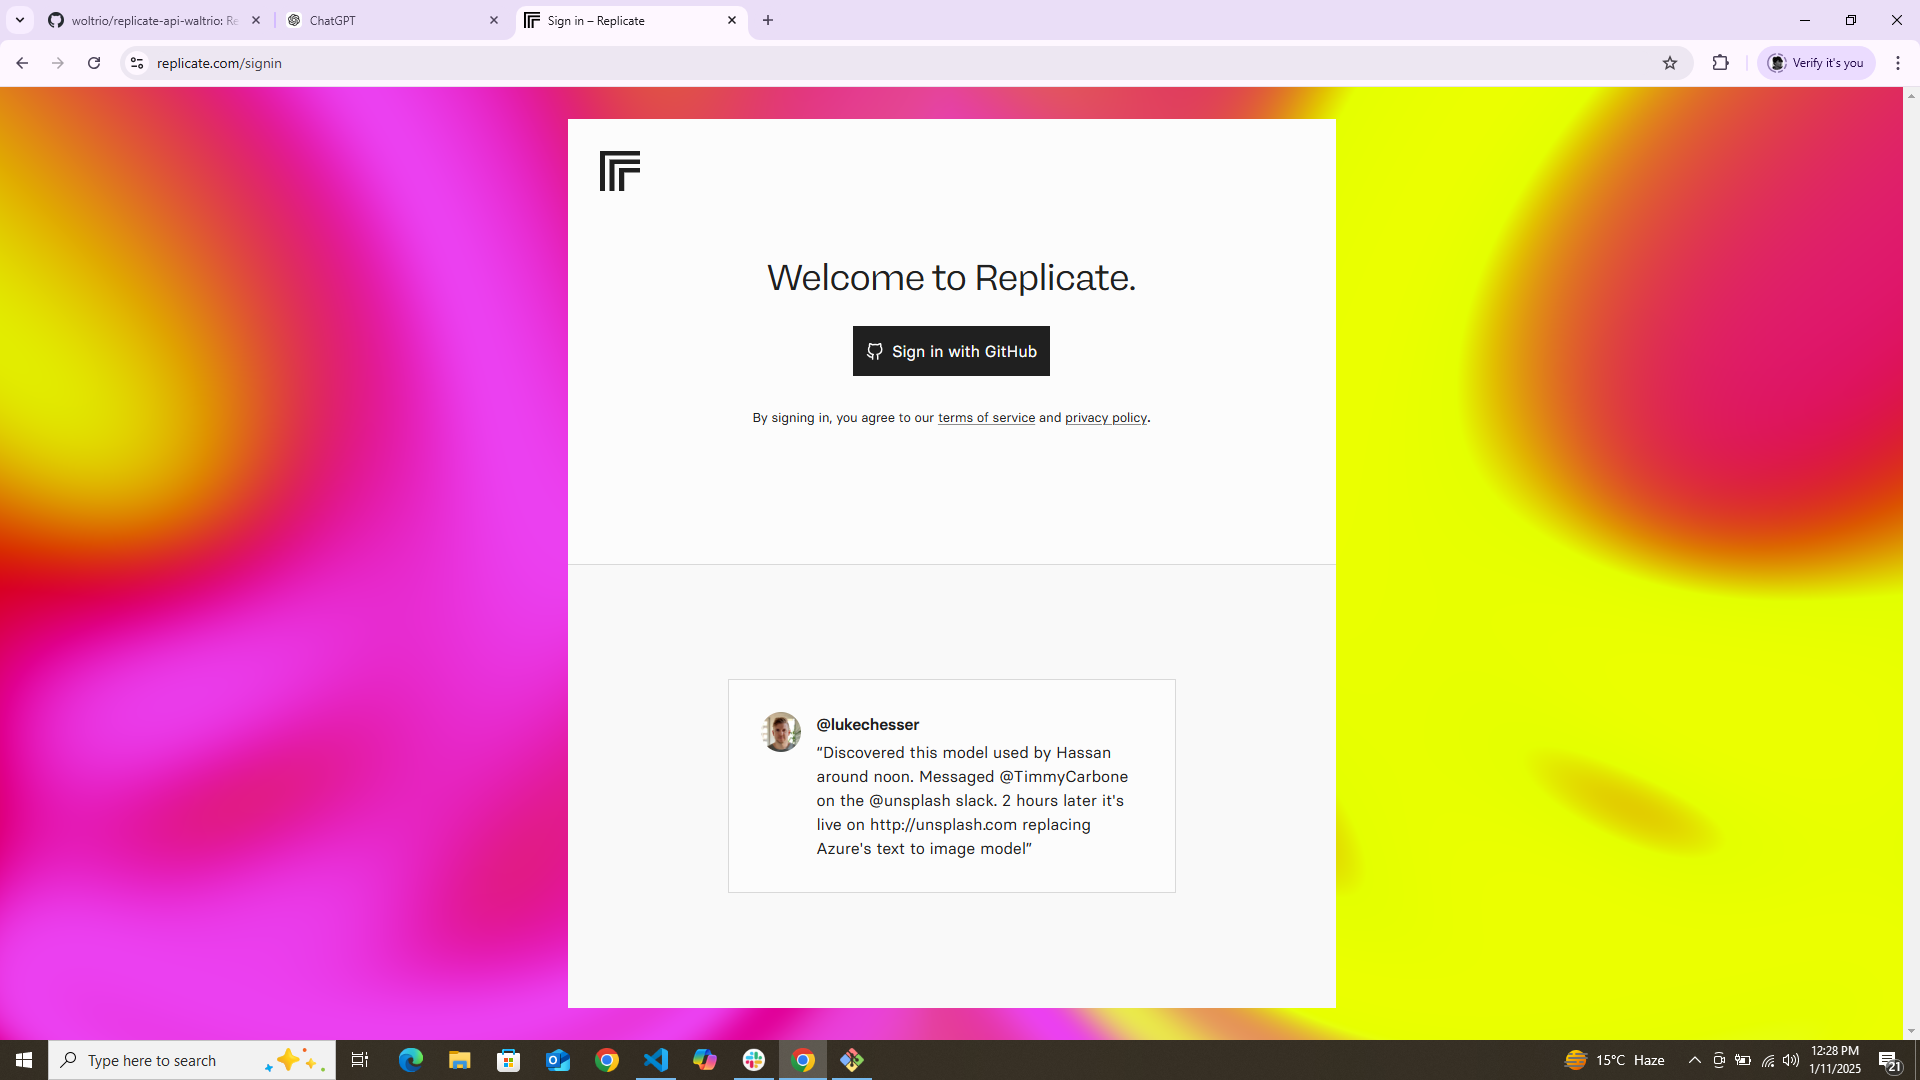 woltrio/replicate-api-waltrio: Re
ChatGPT
Sign in – Replicate
replicate.com/signin
Verify it's you
Welcome to Replicate.
Sign in with GitHub
By signing in, you agree to our terms of service and privacy policy.
@lukechesser
“Discovered this model used by Hassan
around noon. Messaged @TimmyCarbone
on the @unsplash slack. 2 hours later it's
live on http://unsplash.com replacing
Azure's text to image model”
Type here to search
15°C Haze
12:28 PM
1/11/2025
21